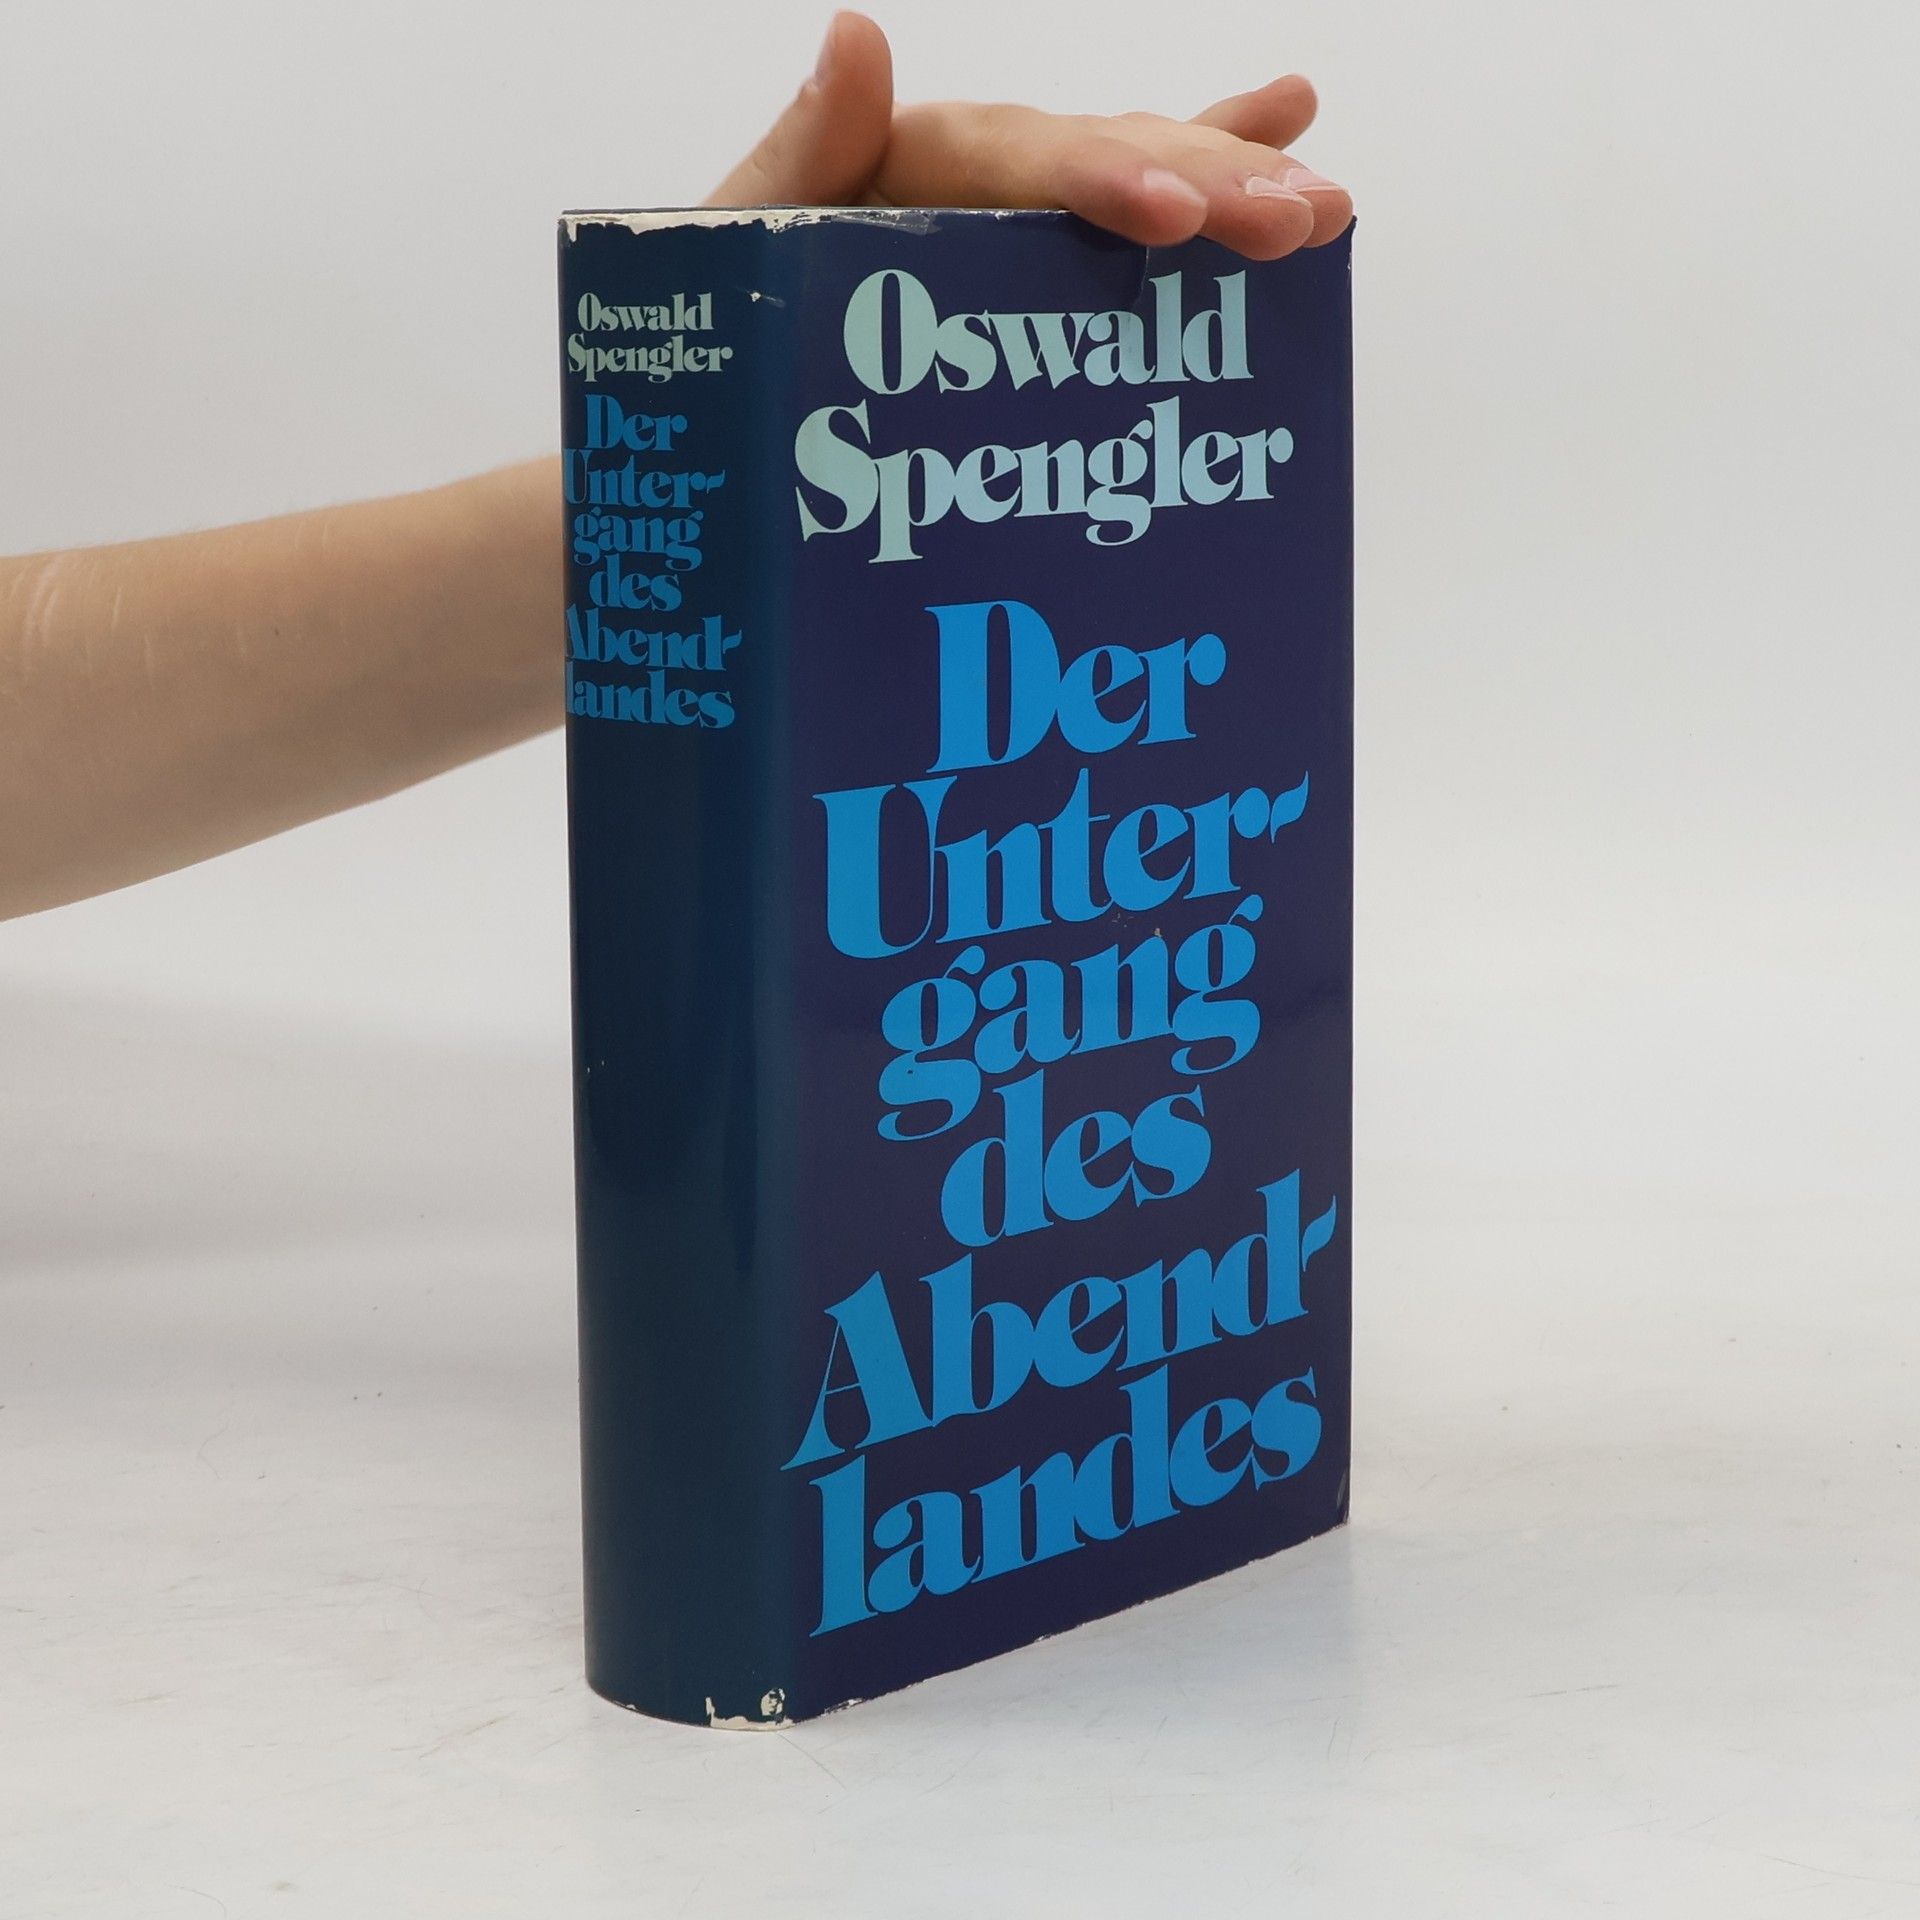 Oswald
Spengler
Der
Unter-
gang
des
Abend-
landes
Oswald
Spengler
Der
Unter-
gang
des
Abend-
landes